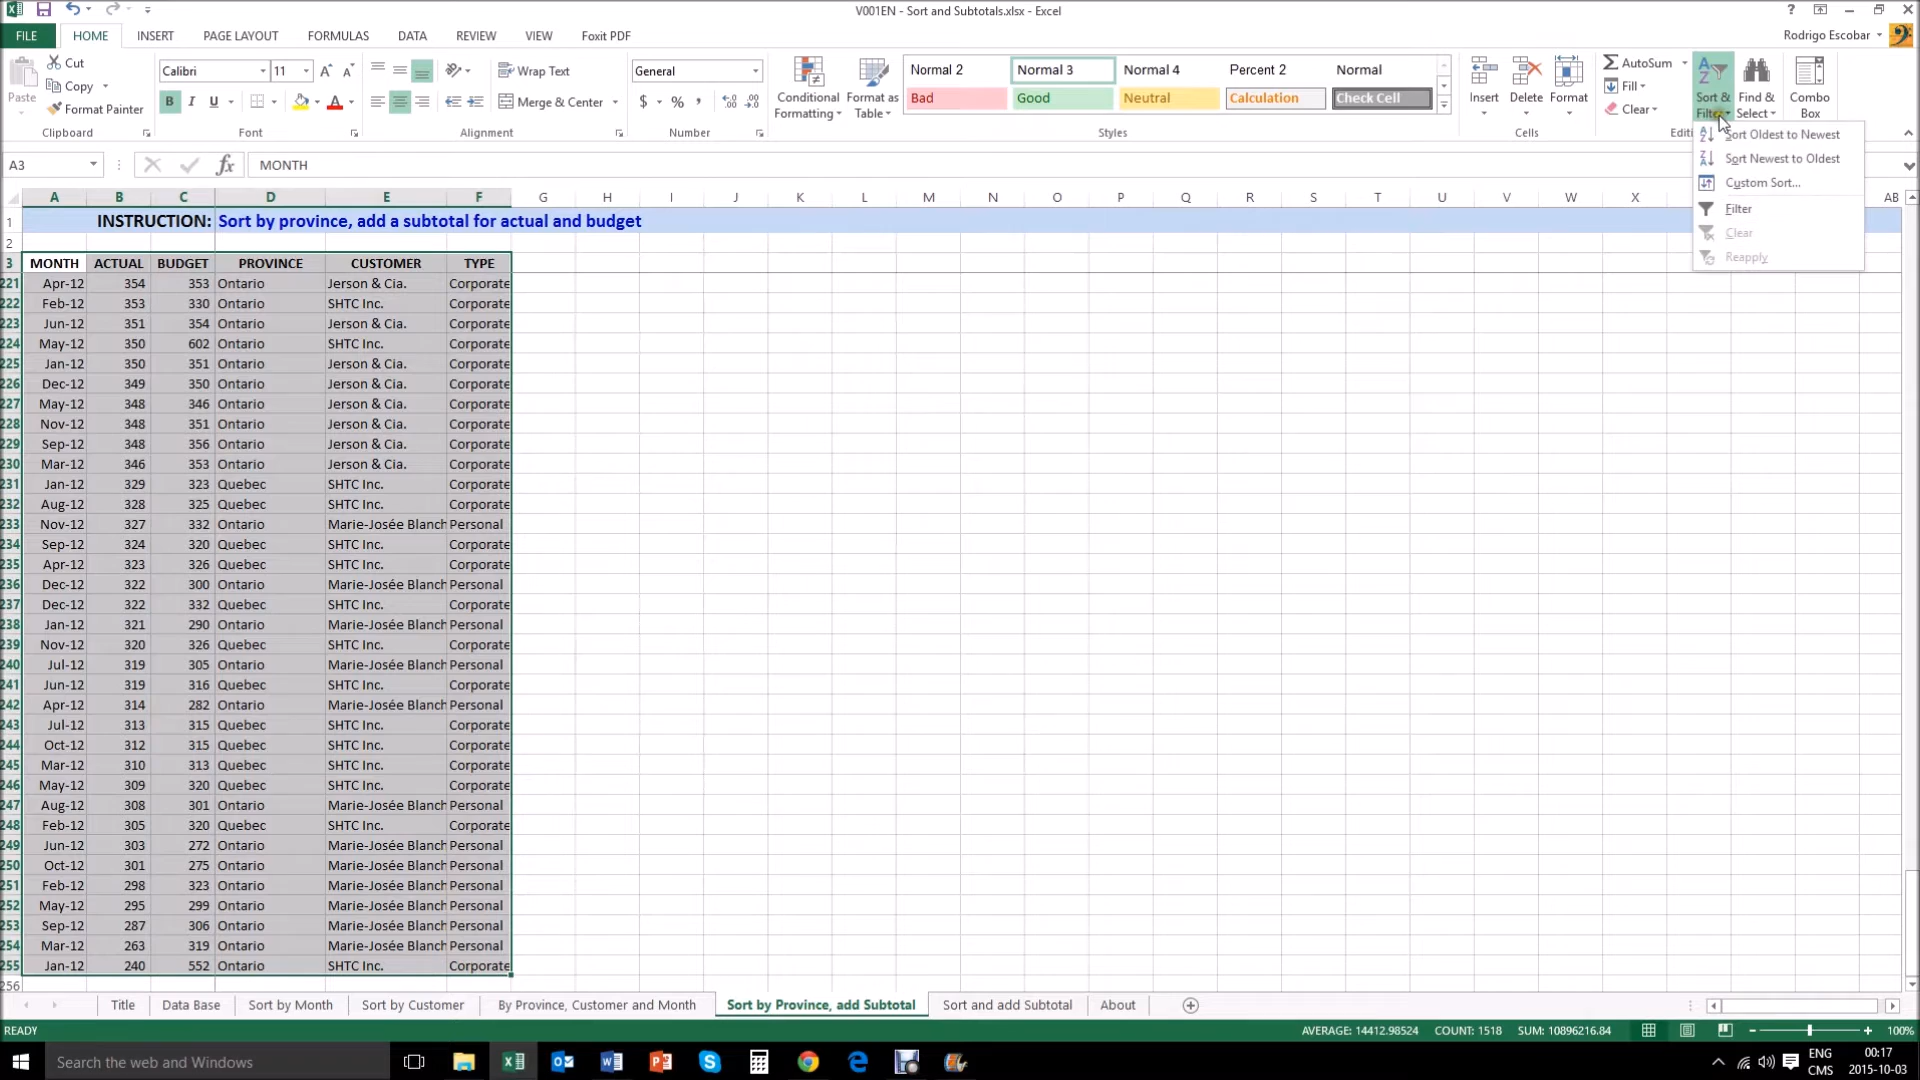 V001EN - Sort and Subtotals.xlsx - Excel
FILE HOME INSERT PAGE LAYOUT FORMULAS DATA REVIEW VIEW Foxit PDF Rodrigo Escobar
Paste
Cut
Copy
Format Painter
Clipboard
Calibri 11
B I U
Font
Wrap Text
Merge & Center
Alignment
General
$ % ,
Number
Conditional Formatting
Format as Table
Normal 2 Normal 3 Normal 4 Percent 2 Normal
Bad Good Neutral Calculation Check Cell
Styles
Insert Delete Format
Cells
AutoSum
Fill
Clear
Sort & Filter
Find & Select
Combo Box
Sort Oldest to Newest
Sort Newest to Oldest
Custom Sort...
Filter
Clear
Reapply
A3 fx MONTH
A B C D E F G H I J K L M N O P Q R S T U V W X AB
1 INSTRUCTION: Sort by province, add a subtotal for actual and budget
2
3 MONTH ACTUAL BUDGET PROVINCE CUSTOMER TYPE
221 Apr-12 354 353 Ontario Jerson & Cia. Corporate
222 Feb-12 353 330 Ontario SHTC Inc. Corporate
223 Jun-12 351 354 Ontario Jerson & Cia. Corporate
224 May-12 350 602 Ontario SHTC Inc. Corporate
225 Jan-12 350 351 Ontario Jerson & Cia. Corporate
226 Dec-12 349 350 Ontario Jerson & Cia. Corporate
227 May-12 348 346 Ontario Jerson & Cia. Corporate
228 Nov-12 348 351 Ontario Jerson & Cia. Corporate
229 Sep-12 348 356 Ontario Jerson & Cia. Corporate
230 Mar-12 346 353 Ontario Jerson & Cia. Corporate
231 Jan-12 329 323 Quebec SHTC Inc. Corporate
232 Aug-12 328 325 Quebec SHTC Inc. Corporate
233 Nov-12 327 332 Ontario Marie-Josée Blanch Personal
234 Sep-12 324 320 Quebec SHTC Inc. Corporate
235 Apr-12 323 326 Quebec SHTC Inc. Corporate
236 Dec-12 322 300 Ontario Marie-Josée Blanch Personal
237 Dec-12 322 332 Quebec SHTC Inc. Corporate
238 Jan-12 321 290 Ontario Marie-Josée Blanch Personal
239 Nov-12 320 326 Quebec SHTC Inc. Corporate
240 Jul-12 319 305 Ontario Marie-Josée Blanch Personal
241 Jun-12 319 316 Quebec SHTC Inc. Corporate
242 Apr-12 314 282 Ontario Marie-Josée Blanch Personal
243 Jul-12 313 315 Quebec SHTC Inc. Corporate
244 Oct-12 312 315 Quebec SHTC Inc. Corporate
245 Mar-12 310 313 Quebec SHTC Inc. Corporate
246 May-12 309 320 Quebec SHTC Inc. Corporate
247 Aug-12 308 301 Ontario Marie-Josée Blanch Personal
248 Feb-12 305 320 Quebec SHTC Inc. Corporate
249 Jun-12 303 272 Ontario Marie-Josée Blanch Personal
250 Oct-12 301 275 Ontario Marie-Josée Blanch Personal
251 Feb-12 298 323 Ontario Marie-Josée Blanch Personal
252 May-12 295 299 Ontario Marie-Josée Blanch Personal
253 Sep-12 287 306 Ontario Marie-Josée Blanch Personal
254 Mar-12 263 319 Ontario Marie-Josée Blanch Personal
255 Jan-12 240 552 Ontario SHTC Inc. Corporate
256
Title Data Base Sort by Month Sort by Customer By Province, Customer and Month Sort by Province, add Subtotal Sort and add Subtotal About
READY AVERAGE: 14412.98524 COUNT: 1518 SUM: 10896216.84 100%
Search the web and Windows
ENG 00:17
CMS 2015-10-03